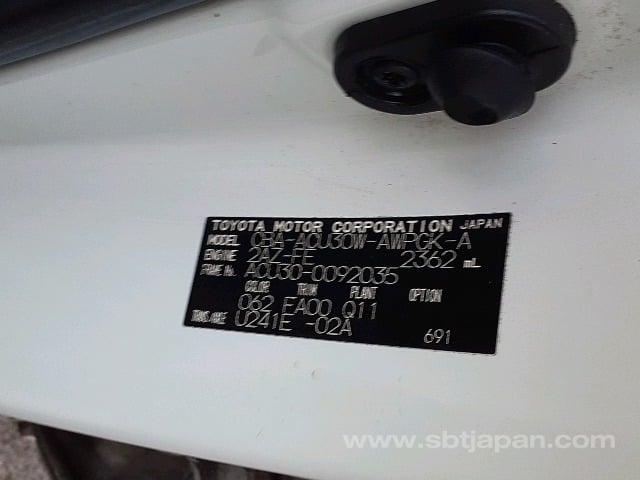 TOYOTA MOTOR CORPORATION JAPAN
MODEL CBA-ACU30W-AWPGK-A
ENGINE 2AZ-FE 2362 mL
FRAME No. ACU30-0092035
COLOR TRIM PLANT OPTION
062 FA00 Q11
TRANS/AXLE U241E -02A 691
www.sbtjapan.com